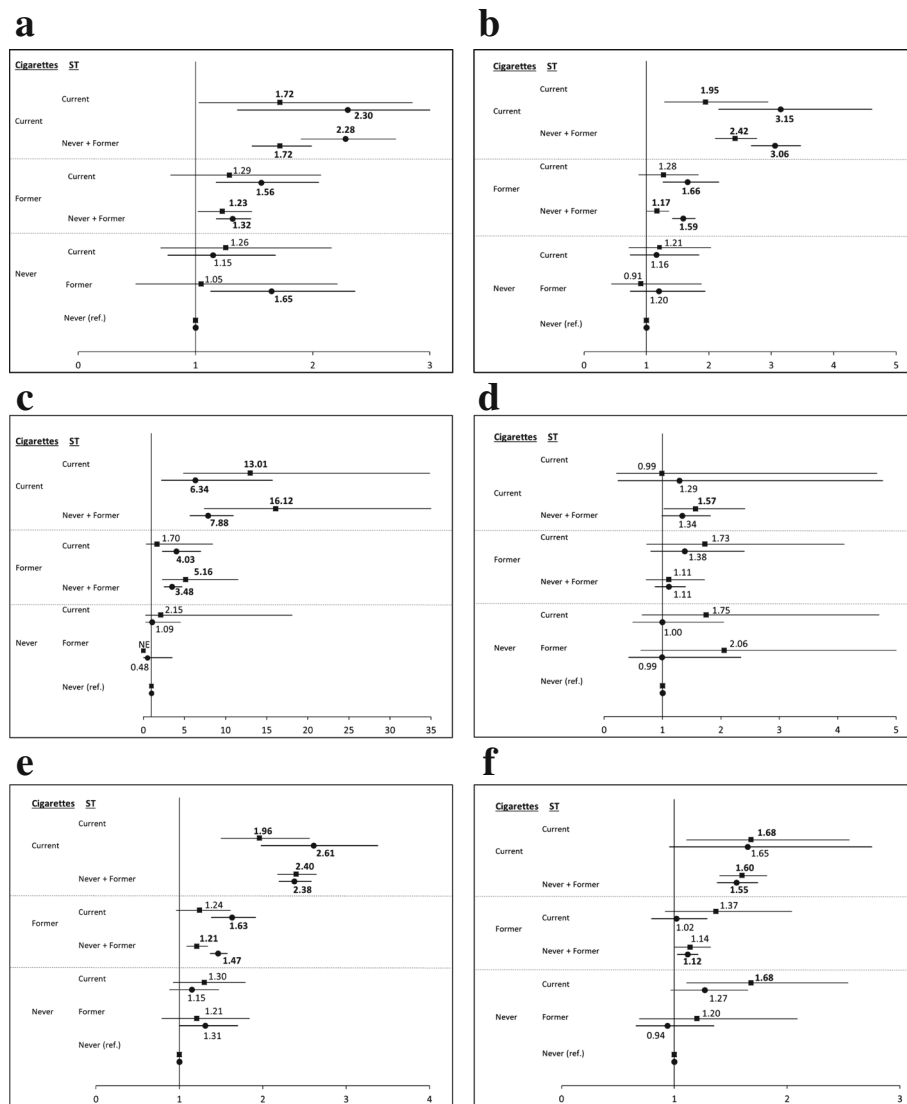 a
Cigarettes ST
Current
1.72
2.30
Current
2.28
Never + Former
1.72
Current
1.29
1.56
Former
1.23
Never + Former
1.32
Current
1.26
1.15
Never
Former
1.05
1.65
Never (ref.)
0 1 2 3
b
Cigarettes ST
Current
1.95
3.15
Current
2.42
Never + Former
3.06
Current
1.28
1.66
Former
1.17
Never + Former
1.59
Current
1.21
1.16
0.91
Never Former
1.20
Never (ref.)
0 1 2 3 4 5
c
Cigarettes ST
Current
13.01
6.34
Current
16.12
Never + Former
7.88
Current
1.70
4.03
Former
5.16
Never + Former
3.48
Current
2.15
1.09
Never Former
NE
0.48
Never (ref.)
0 5 10 15 20 25 30 35
d
Cigarettes ST
Current
0.99
1.29
Current
1.57
Never + Former
1.34
Current
1.73
1.38
Former
1.11
Never + Former
1.11
Current
1.75
1.00
Never Former
2.06
0.99
Never (ref.)
0 1 2 3 4 5
e
Cigarettes ST
Current
1.96
2.61
Current
2.40
Never + Former
2.38
Current
1.24
1.63
Former
1.21
Never + Former
1.47
Current
1.30
1.15
Never Former
1.21
1.31
Never (ref.)
0 1 2 3 4
f
Cigarettes ST
Current
1.68
1.65
Current
1.60
Never + Former
1.55
Current
1.37
1.02
Former
1.14
Never + Former
1.12
Current
1.68
1.27
Never Former
1.20
0.94
Never (ref.)
0 1 2 3